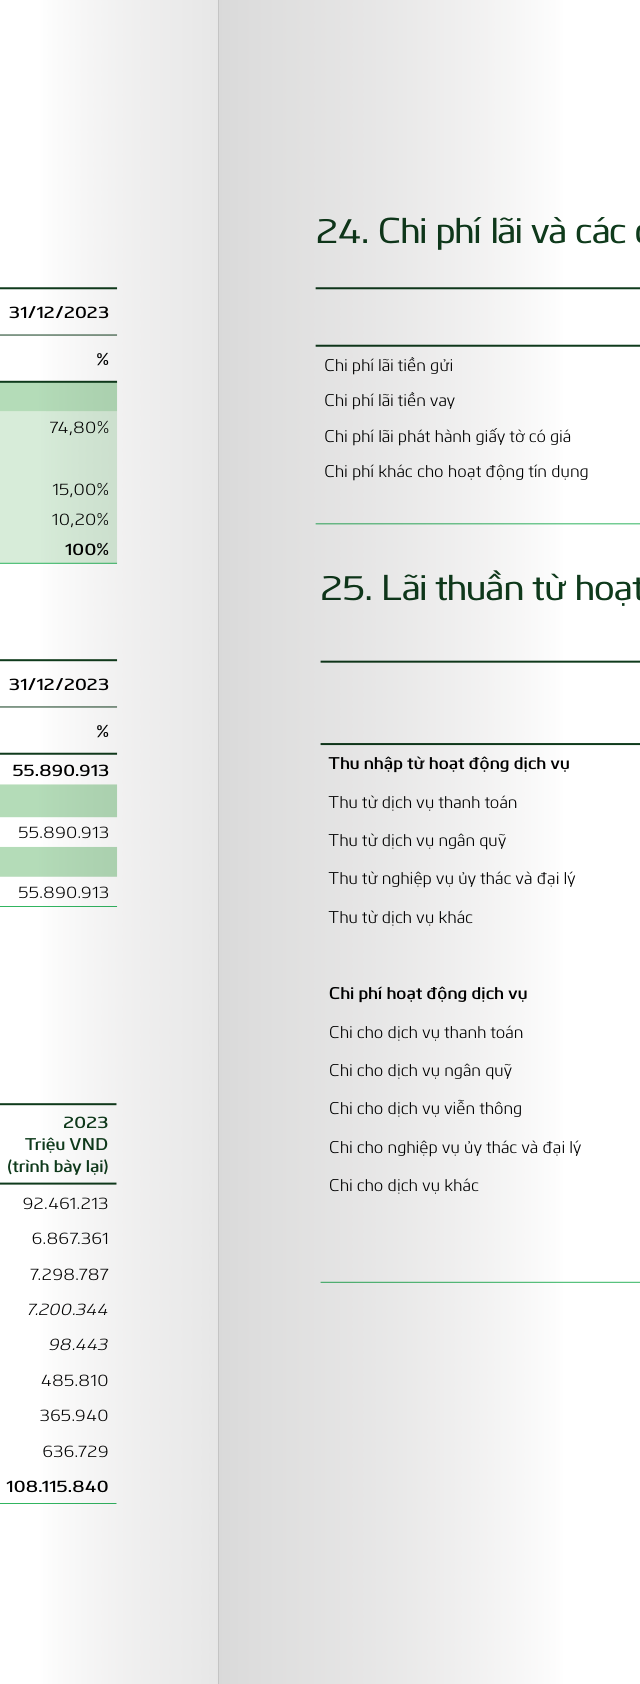 31/12/2023
%
74,80%
15,00%
10,20%
100%
31/12/2023
%
55.890.913
55.890.913
55.890.913
2023
Triệu VND
(trình bày lại)
92.461.213
6.867.361
7.298.787
7.200.344
98.443
485.810
365.940
636.729
108.115.840
24. Chi phí lãi và các
Chi phí lãi tiền gửi
Chi phí lãi tiền vay
Chi phí lãi phát hành giấy tờ có giá
Chi phí khác cho hoạt động tín dụng
25. Lãi thuần từ hoạt
Thu nhập từ hoạt động dịch vụ
Thu từ dịch vụ thanh toán
Thu từ dịch vụ ngân quỹ
Thu từ nghiệp vụ ủy thác và đại lý
Thu từ dịch vụ khác
Chi phí hoạt động dịch vụ
Chi cho dịch vụ thanh toán
Chi cho dịch vụ ngân quỹ
Chi cho dịch vụ viễn thông
Chi cho nghiệp vụ ủy thác và đại lý
Chi cho dịch vụ khác